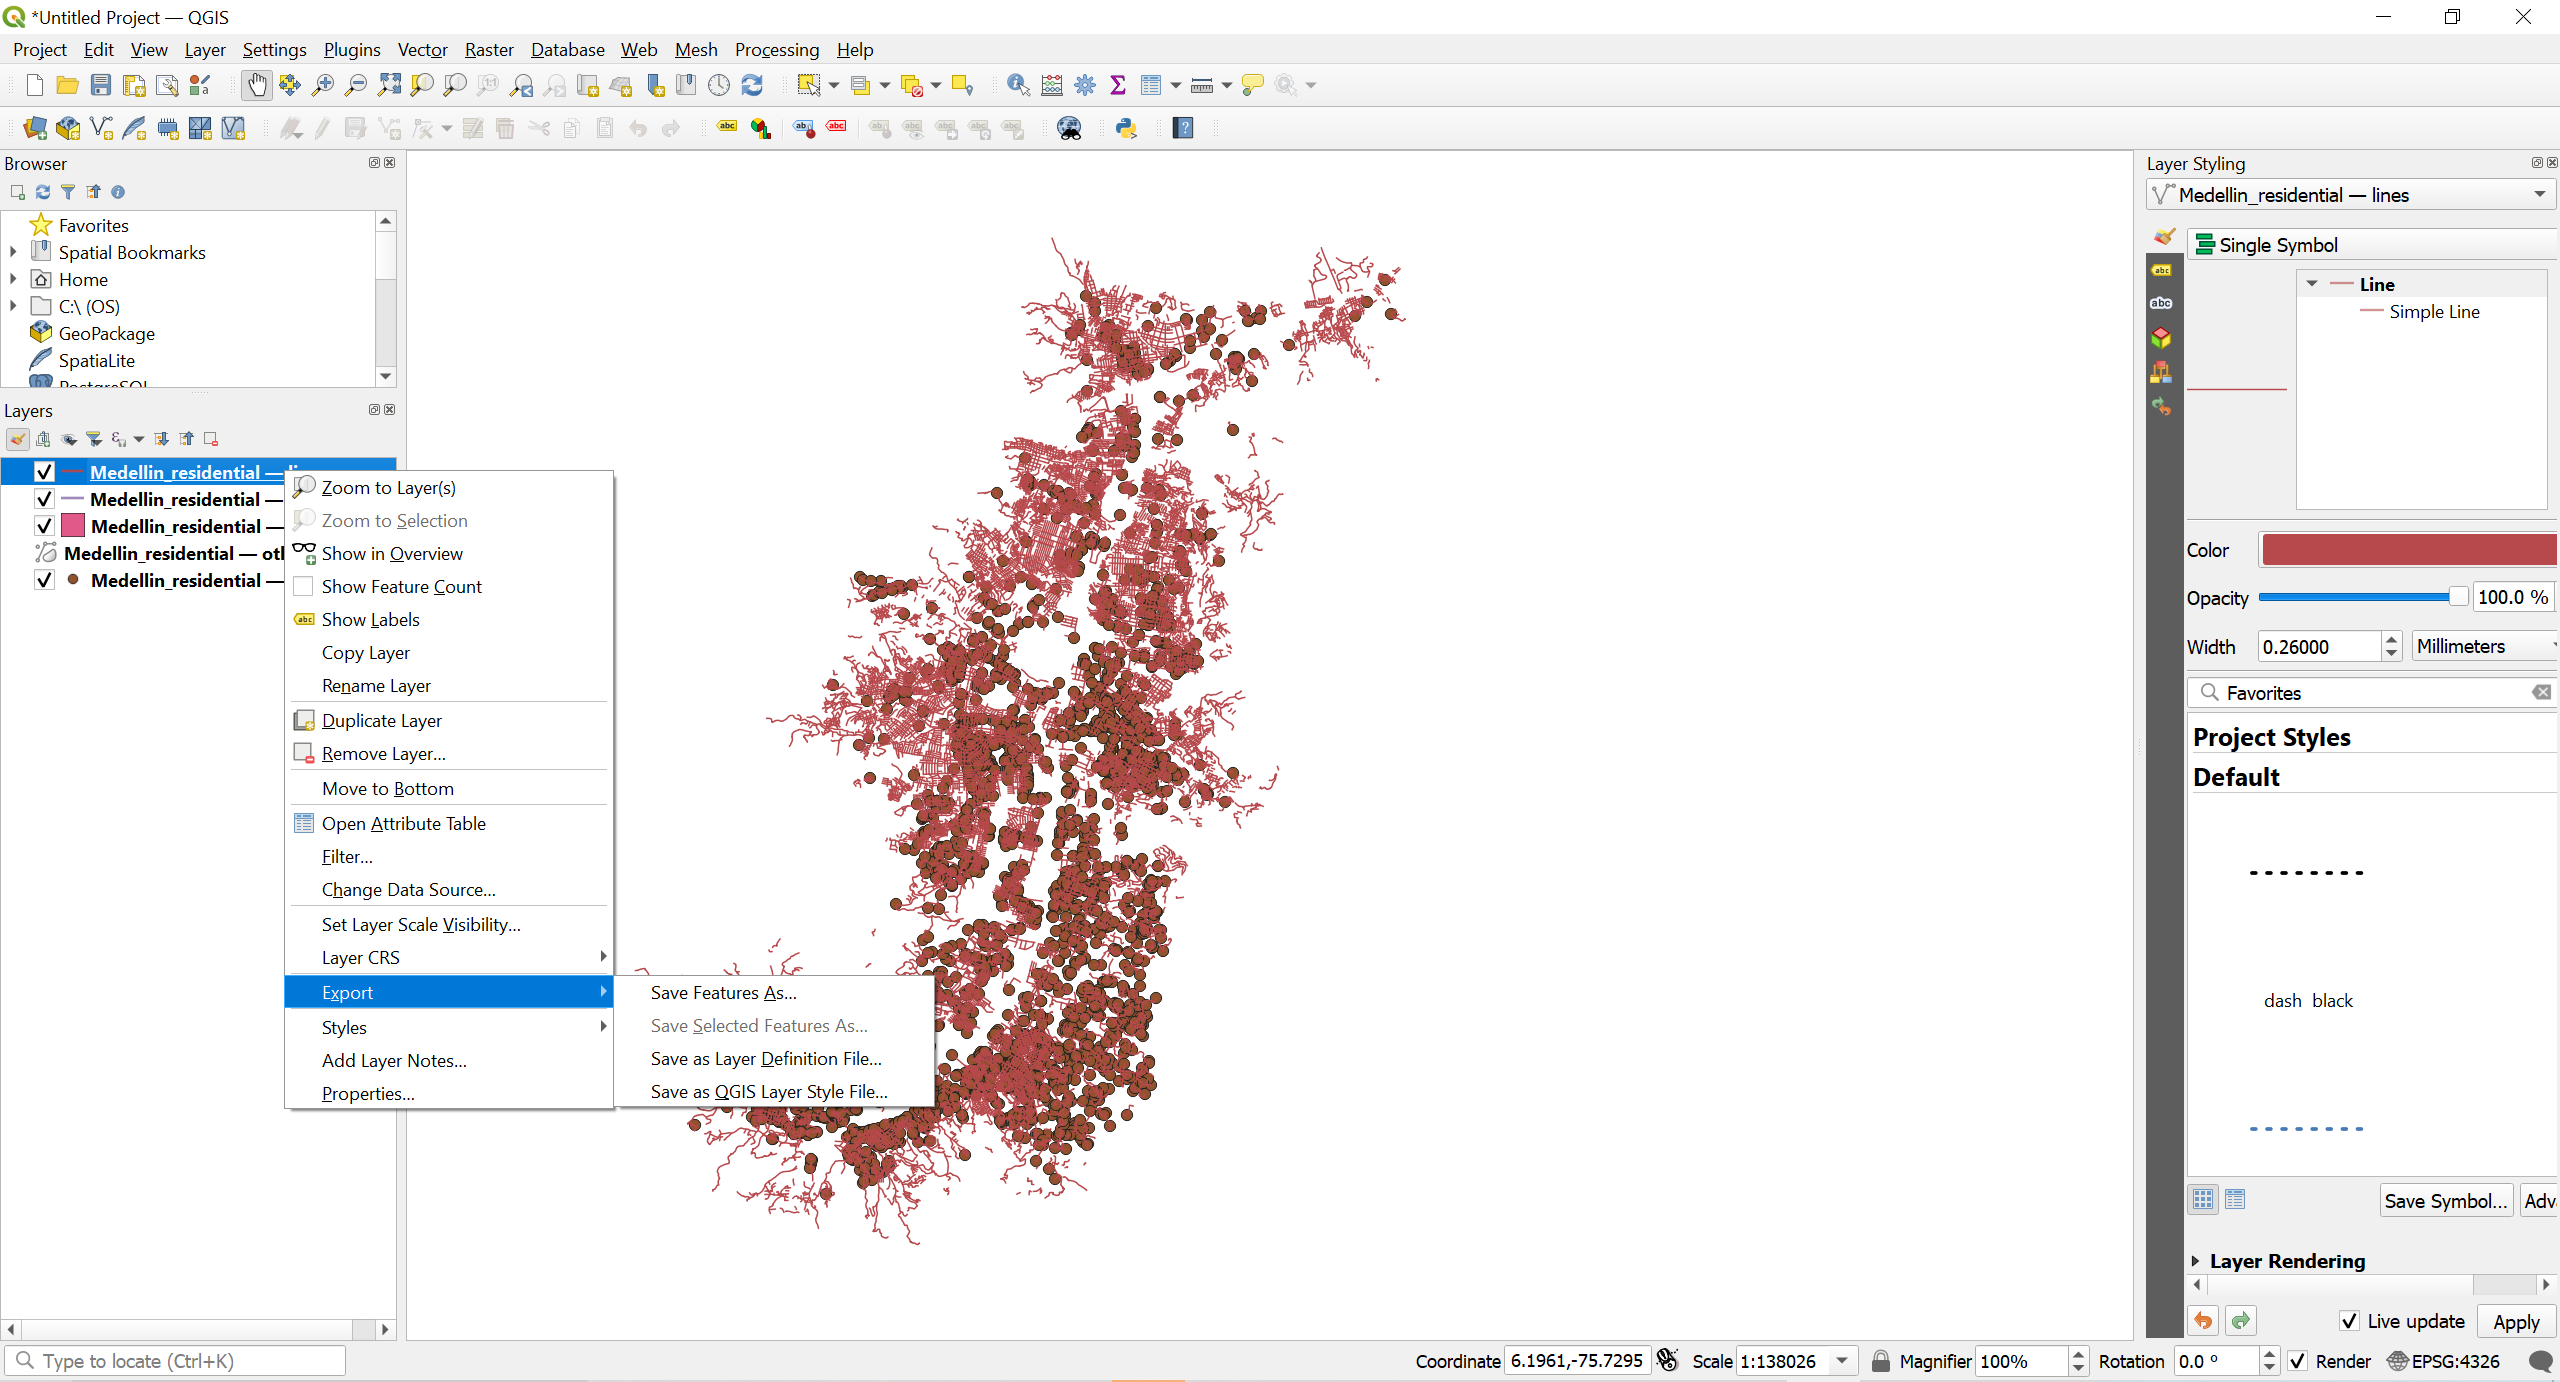 *Untitled Project — QGIS
Project Edit View Layer Settings Plugins Vector Raster Database Web Mesh Processing Help
Browser
Favorites
Spatial Bookmarks
Home
C:\ (OS)
GeoPackage
SpatiaLite
PostgreSQL
Layers
Medellin_residential —
Medellin_residential —
Medellin_residential —
Medellin_residential — otl
Medellin_residential —
Zoom to Layer(s)
Zoom to Selection
Show in Overview
Show Feature Count
Show Labels
Copy Layer
Rename Layer
Duplicate Layer
Remove Layer...
Move to Bottom
Open Attribute Table
Filter...
Change Data Source...
Set Layer Scale Visibility...
Layer CRS
Export
Styles
Add Layer Notes...
Properties...
Save Features As...
Save Selected Features As...
Save as Layer Definition File...
Save as QGIS Layer Style File...
Layer Styling
Medellin_residential — lines
Single Symbol
Line
Simple Line
Color
Opacity 100.0 %
Width 0.26000 Millimeters
Favorites
Project Styles
Default
dash black
Save Symbol... Adv
Layer Rendering
Live update Apply
Type to locate (Ctrl+K) Coordinate 6.1961,-75.7295 Scale 1:138026 Magnifier 100% Rotation 0.0 ° Render EPSG:4326